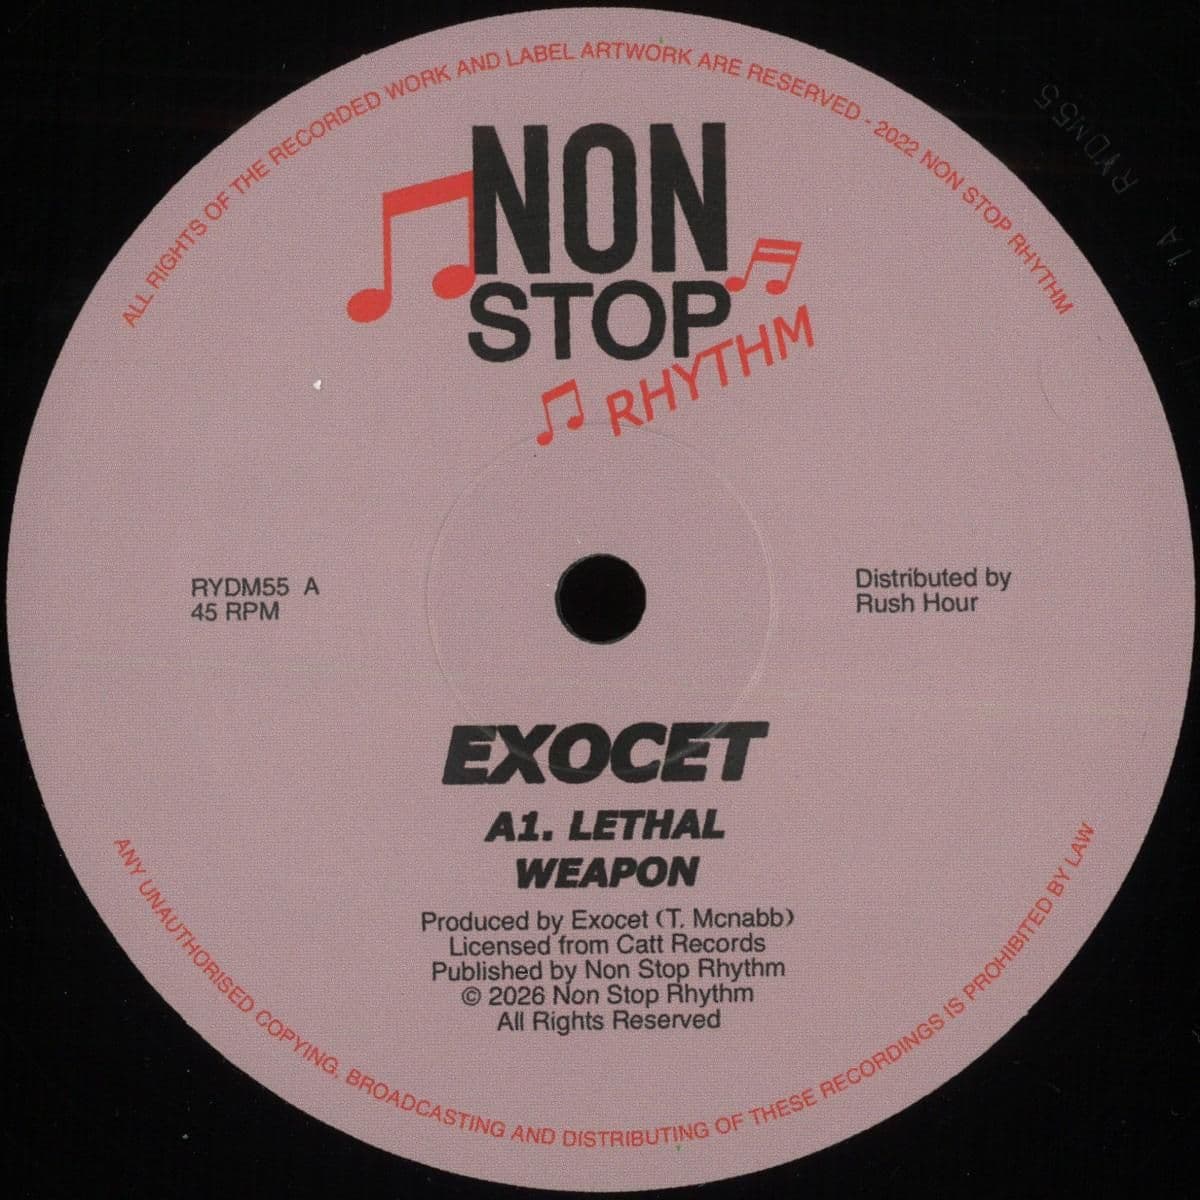 ALL RIGHTS OF THE RECORDED WORK AND LABEL ARTWORK ARE RESERVED - 2022 NON STOP RHYTHM
RYDM55
NON
STOP
RHYTHM
RYDM55 A
45 RPM
Distributed by
Rush Hour
EXOCET
A1. LETHAL
WEAPON
Produced by Exocet (T. Mcnabb)
Licensed from Catt Records
Published by Non Stop Rhythm
© 2026 Non Stop Rhythm
All Rights Reserved
ANY UNAUTHORISED COPYING, BROADCASTING AND DISTRIBUTING OF THESE RECORDINGS IS PROHIBITED BY LAW